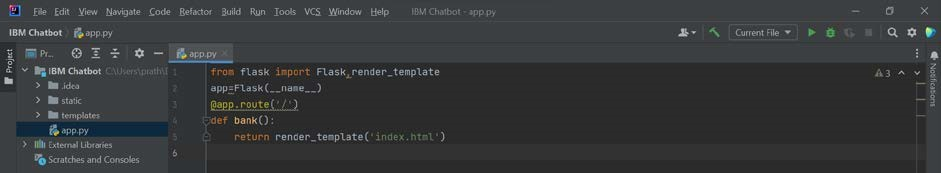 File Edit View Navigate Code Refactor Build Run Tools VCS Window Help IBM Chatbot - app.py
IBM Chatbot app.py Current File
Project
Pr...
app.py
IBM Chatbot C:\Users\prath\
.idea
static
templates
app.py
External Libraries
Scratches and Consoles
1 from flask import Flask,render_template
2 app=Flask(__name__)
3 @app.route('/')
4 def bank():
5 return render_template('index.html')
6
3
Notifications